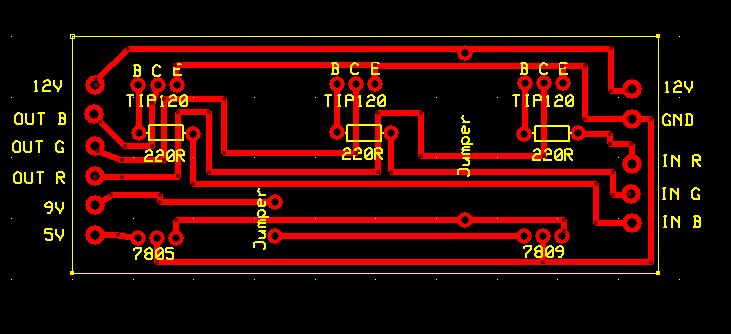 B C E
B C E
B C E
12V
12V
TIP120
TIP120
TIP120
OUT B
GND
Jumper
OUT G
220R
220R
220R
IN R
OUT R
IN G
9V
Jumper
IN B
5V
7805
7809